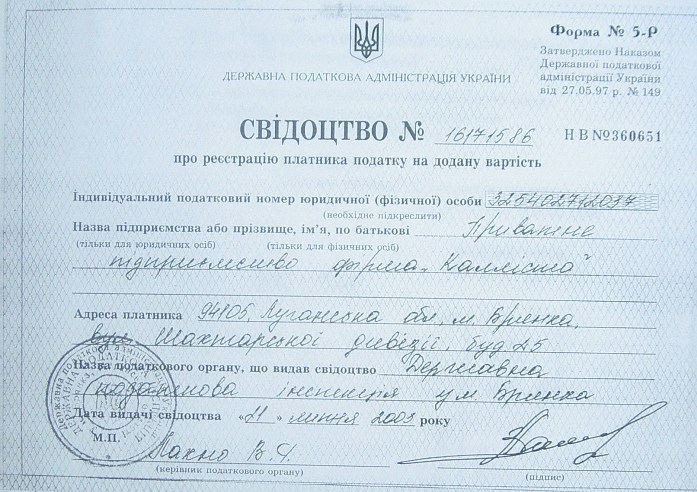 Форма № 5-Р
Затверджено Наказом
Державної податкової
адміністрації України
від 27.05.97 р. № 149
ДЕРЖАВНА ПОДАТКОВА АДМІНІСТРАЦІЯ УКРАЇНИ
СВІДОЦТВО № 16171586 НВ№360651
про реєстрацію платника податку на додану вартість
Індивідуальний податковий номер юридичної (фізичної) особи 325402712037
(необхідне підкреслити)
Назва підприємства або прізвище, ім'я, по батькові Приватне
(тільки для юридичних осіб) (тільки для фізичних осіб)
підприємство фірма „Каллiста"
Адреса платника 94105, Луганська обл, м. Брянка,
вул Шахтарської дивізії, буд 25
Назва податкового органу, що видав свідоцтво Державна
податкова інспекція у м Брянка
Дата видачі свідоцтва „21" липня 2003 року
М.П.
Лахно В.
(керівник податкового органу) (підпис)